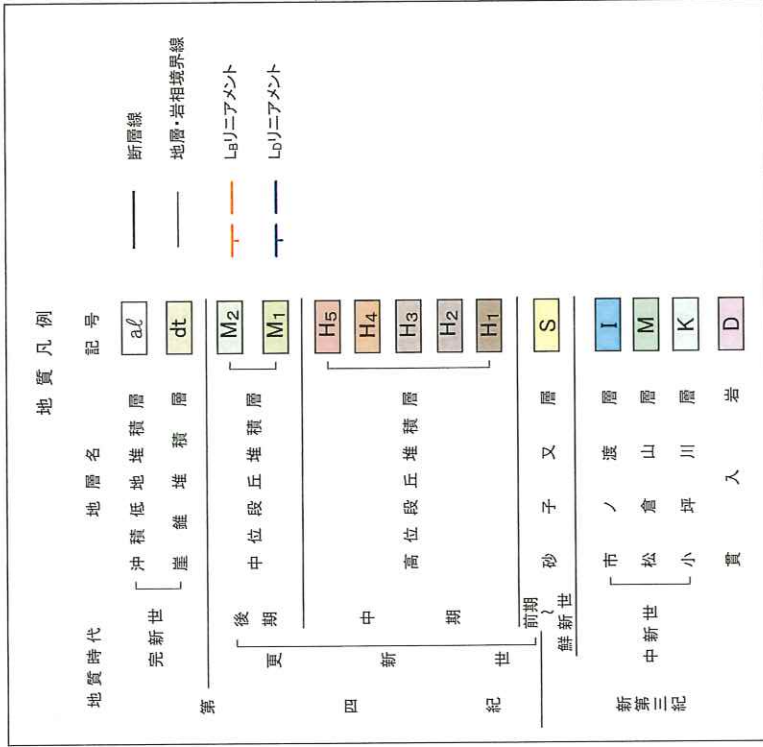 地質凡例
地質時代 地層名 記号
第四紀
完新世
沖積低地堆積層 aℓ
崖錐堆積層 dt
更新世
後期
中位段丘堆積層 M2
M1
中期
高位段丘堆積層 H5
H4
H3
H2
H1
前期~鮮新世
砂子又層 S
新第三紀
中新世
市ノ渡層 I
松倉山層 M
小坪川層 K
貫入岩 D
断層線
地層・岩相境界線
LBリニアメント
LDリニアメント